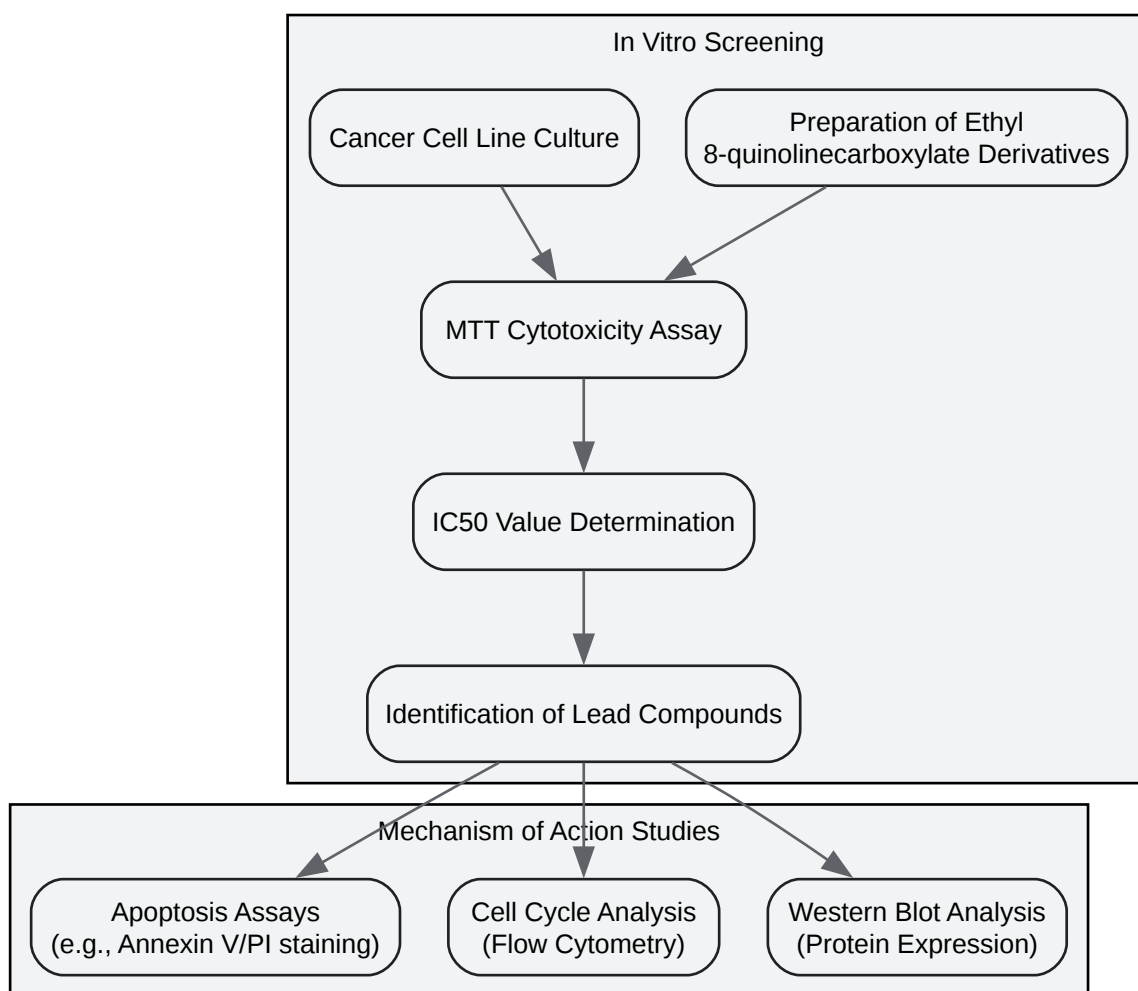 In Vitro Screening
Cancer Cell Line Culture
Preparation of Ethyl
8-quinolinecarboxylate Derivatives
MTT Cytotoxicity Assay
IC50 Value Determination
Identification of Lead Compounds
Mechanism of Action Studies
Apoptosis Assays
(e.g., Annexin V/PI staining)
Cell Cycle Analysis
(Flow Cytometry)
Western Blot Analysis
(Protein Expression)